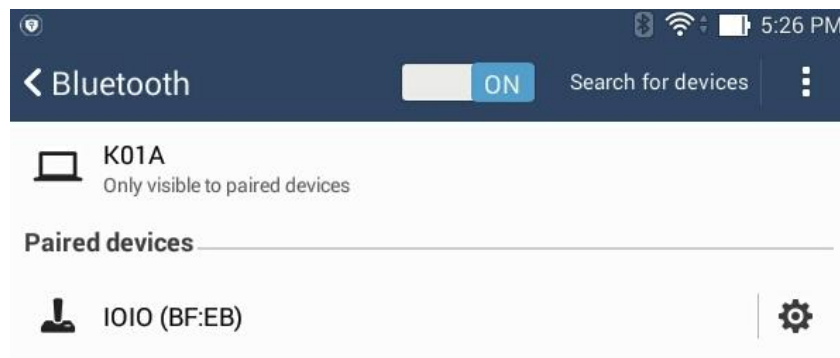 5:26 PM
Bluetooth
ON
Search for devices
K01A
Only visible to paired devices
Paired devices
IOIO (BF:EB)